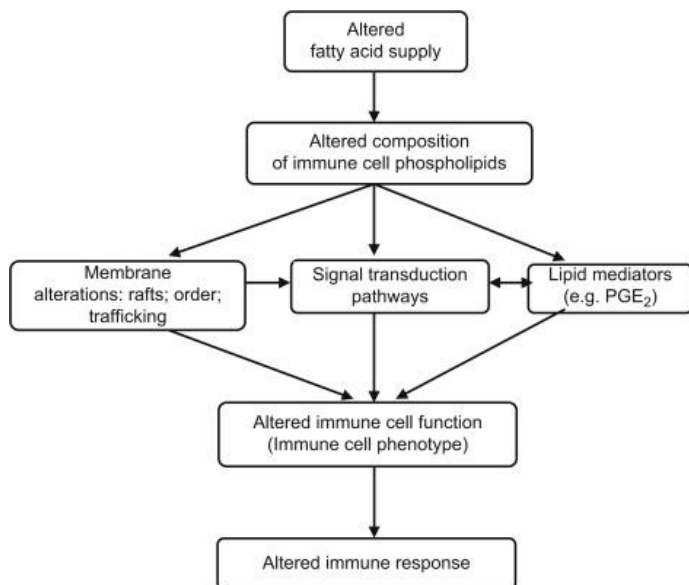 Altered
fatty acid supply
Altered composition
of immune cell phospholipids
Membrane
alterations: rafts; order;
trafficking
Signal transduction
pathways
Lipid mediators
(e.g. PGE₂)
Altered immune cell function
(Immune cell phenotype)
Altered immune response